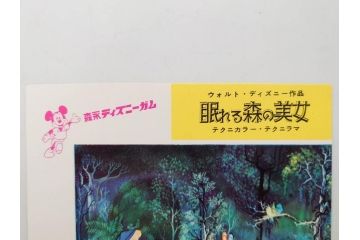 森永ディズニーガム
ウォルト・ディズニー作品
眠れる森の美女
テクニカラー・テクニラマ